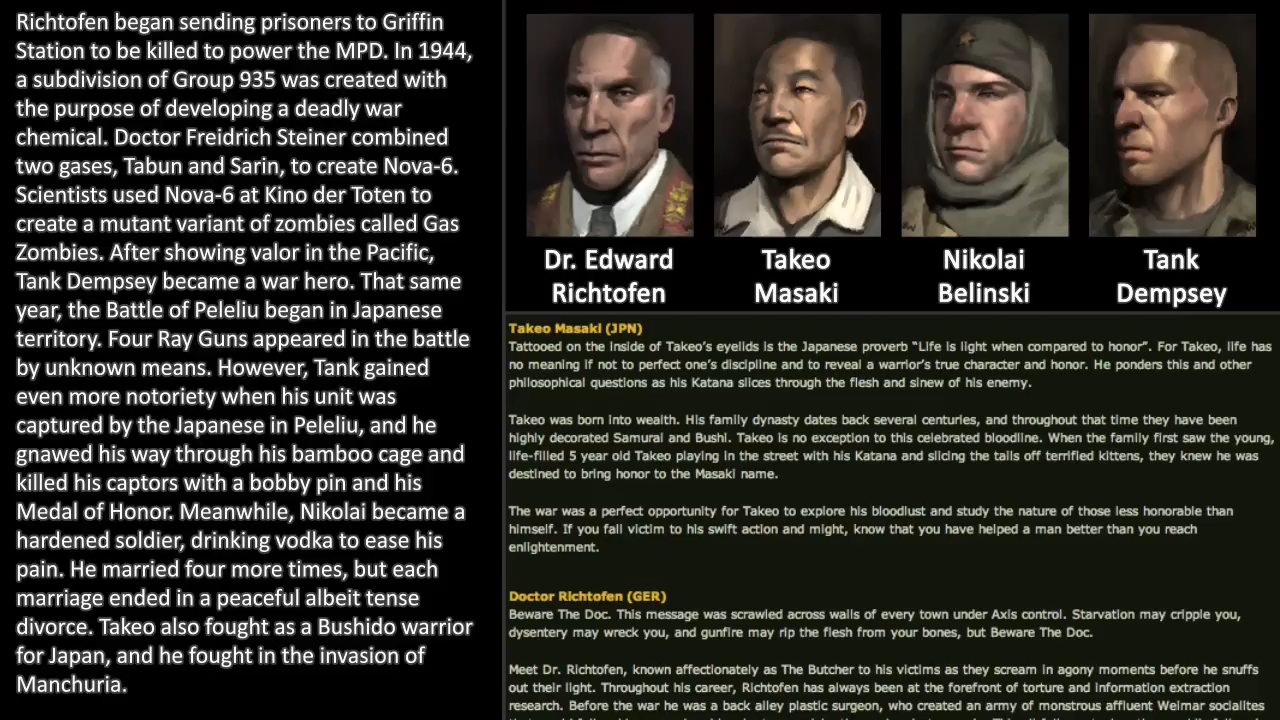 Richtofen began sending prisoners to Griffin
Station to be killed to power the MPD. In 1944,
a subdivision of Group 935 was created with
the purpose of developing a deadly war
chemical. Doctor Freidrich Steiner combined
two gases, Tabun and Sarin, to create Nova-6.
Scientists used Nova-6 at Kino der Toten to
create a mutant variant of zombies called Gas
Zombies. After showing valor in the Pacific,
Tank Dempsey became a war hero. That same
year, the Battle of Peleliu began in Japanese
territory. Four Ray Guns appeared in the battle
by unknown means. However, Tank gained
even more notoriety when his unit was
captured by the Japanese in Peleliu, and he
gnawed his way through his bamboo cage and
killed his captors with a bobby pin and his
Medal of Honor. Meanwhile, Nikolai became a
hardened soldier, drinking vodka to ease his
pain. He married four more times, but each
marriage ended in a peaceful albeit tense
divorce. Takeo also fought as a Bushido warrior
for Japan, and he fought in the invasion of
Manchuria.
Dr. Edward
Richtofen
Takeo
Masaki
Nikolai
Belinski
Tank
Dempsey
Takeo Masaki (JPN)
Tattooed on the inside of Takeo's eyelids is the Japanese proverb "Life is light when compared to honor". For Takeo, life has
no meaning if not to perfect one's discipline and to reveal a warrior's true character and honor. He ponders this and other
philosophical questions as his Katana slices through the flesh and sinew of his enemy.
Takeo was born into wealth. His family dynasty dates back several centuries, and throughout that time they have been
highly decorated Samurai and Bushi. Takeo is no exception to this celebrated bloodline. When the family first saw the young,
life-filled 5 year old Takeo playing in the street with his Katana and slicing the tails off terrified kittens, they knew he was
destined to bring honor to the Masaki name.
The war was a perfect opportunity for Takeo to explore his bloodlust and study the nature of those less honorable than
himself. If you fall victim to his swift action and might, know that you have helped a man better than you reach
enlightenment.
Doctor Richtofen (GER)
Beware The Doc. This message was scrawled across walls of every town under Axis control. Starvation may cripple you,
dysentery may wreck you, and gunfire may rip the flesh from your bones, but Beware The Doc.
Meet Dr. Richtofen, known affectionately as The Butcher to his victims as they scream in agony moments before he snuffs
out their light. Throughout his career, Richtofen has always been at the forefront of torture and information extraction
research. Before the war he was a back alley plastic surgeon, who created an army of monstrous affluent Weimar socialites